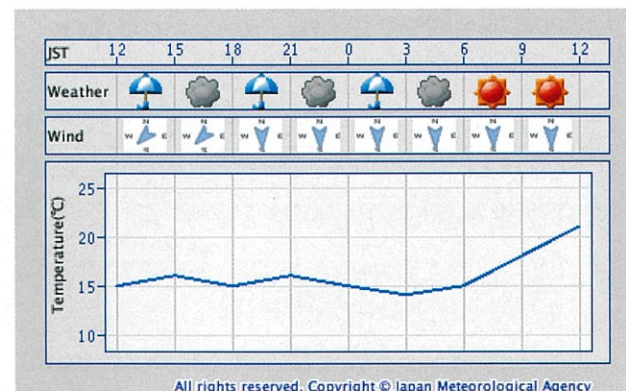 JST 12 15 18 21 0 3 6 9 12
Weather
Wind
N N N N N N N N
W E W E W E W E W E W E W E W E
S S S S S S S S
Temperature(℃)
25
20
15
10
All rights reserved. Copyright © Japan Meteorological Agency